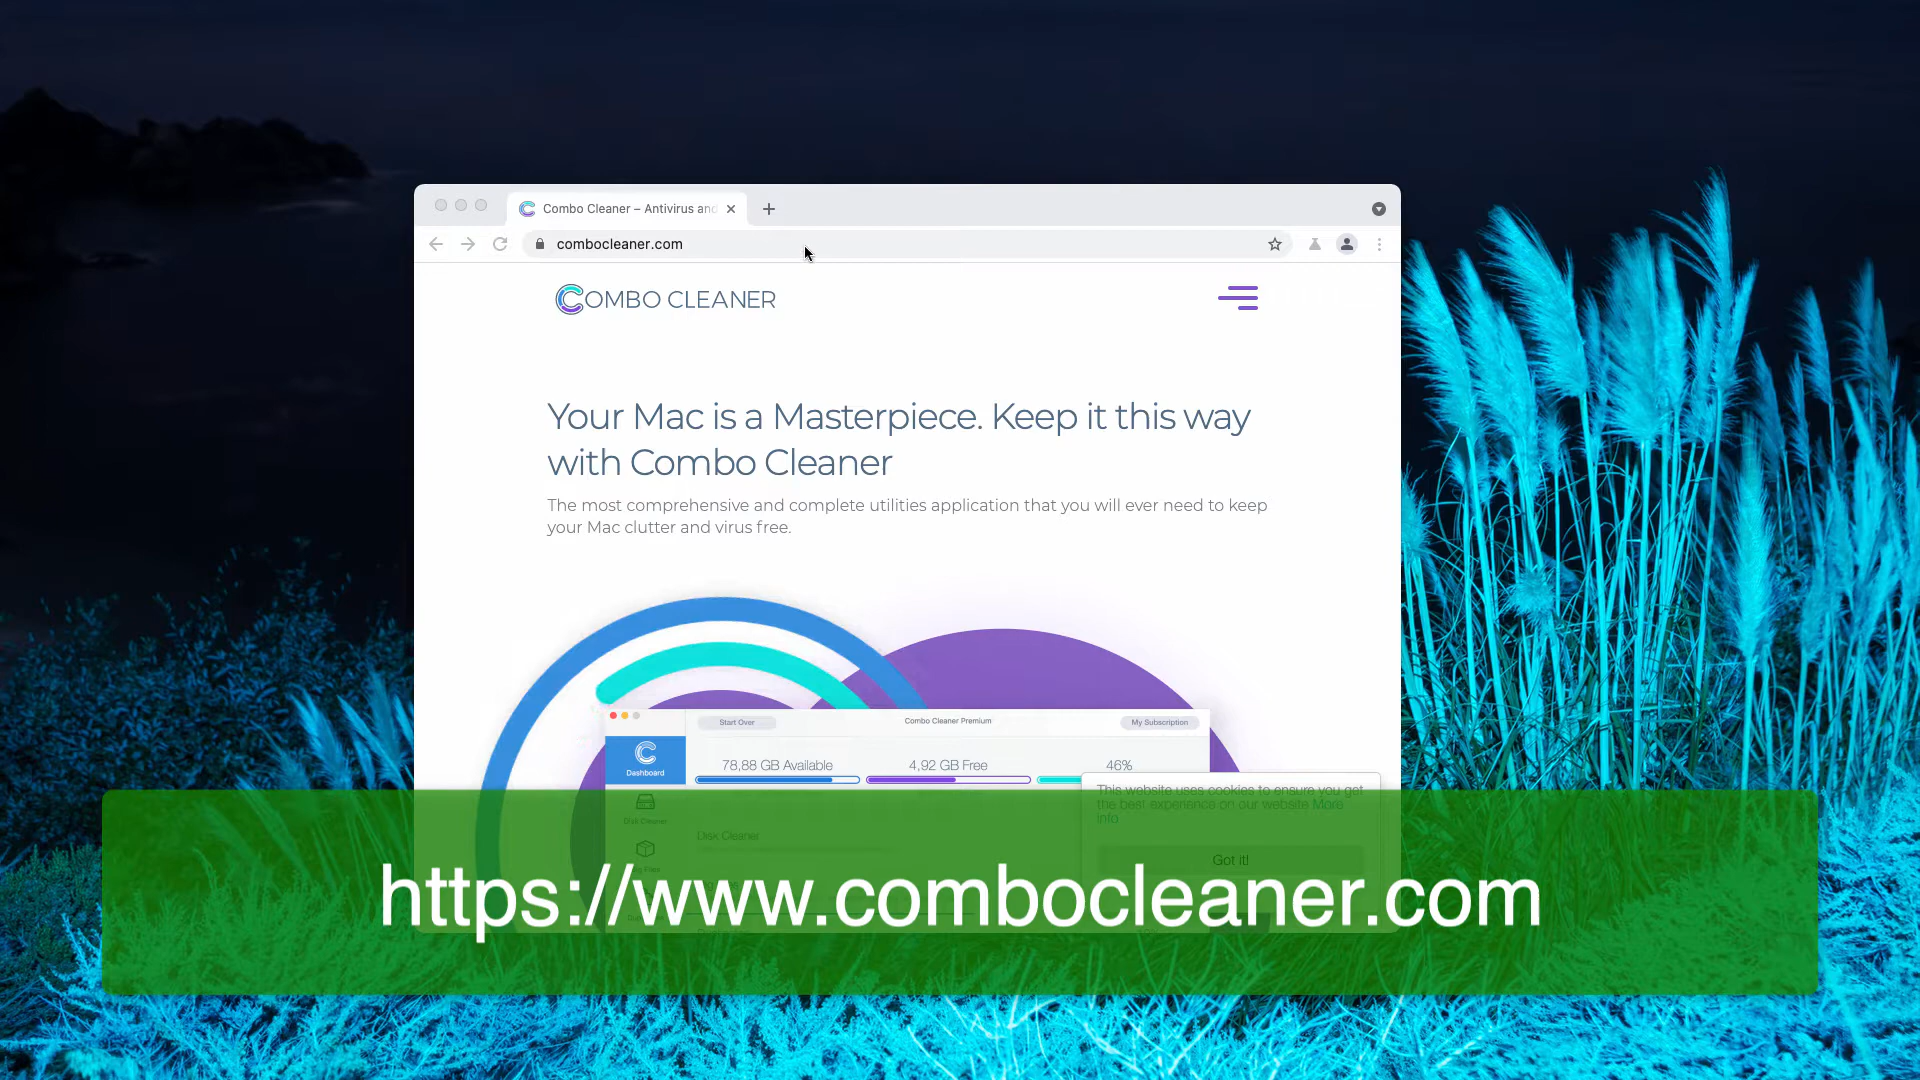 Combo Cleaner – Antivirus and
combocleaner.com
COMBO CLEANER
Your Mac is a Masterpiece. Keep it this way
with Combo Cleaner
The most comprehensive and complete utilities application that you will ever need to keep
your Mac clutter and virus free.
Start Over
Combo Cleaner Premium
My Subscription
Dashboard
78,88 GB Available
4,92 GB Free
46%
This website uses cookies to ensure you get
the best experience on our website More
info
Disk Cleaner
Disk Cleaner
Got it!
https://www.combocleaner.com